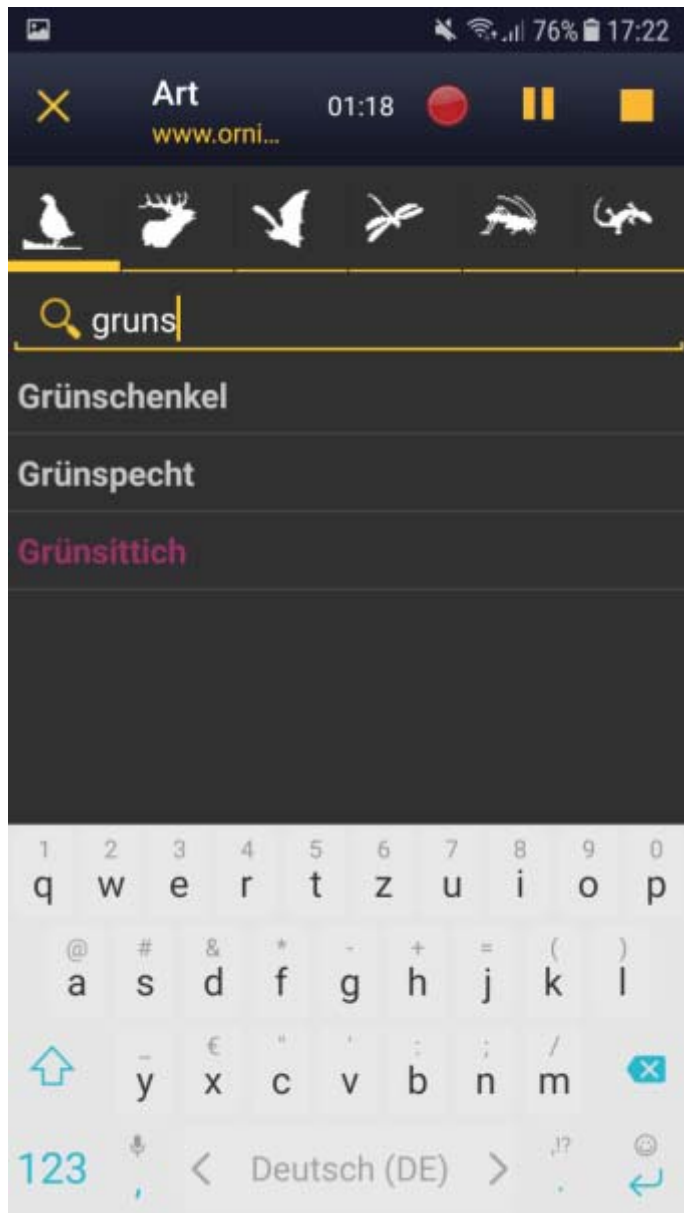 76% 17:22
Art 01:18
www.orni...
gruns
Grünschenkel
Grünspecht
Grünsittich
1 2 3 4 5 6 7 8 9 0
q w e r t z u i o p
@ # & * - + = ( )
a s d f g h j k l
_ € " ' : ; /
y x c v b n m
,!?
123 , < Deutsch (DE) > .